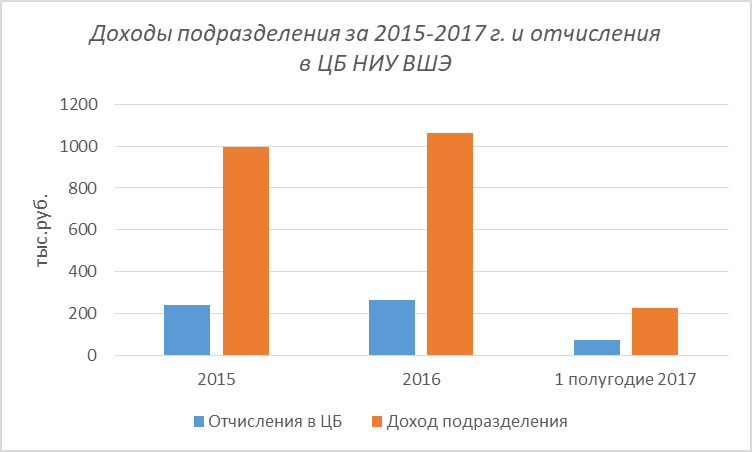 Доходы подразделения за 2015-2017 г. и отчисления
в ЦБ НИУ ВШЭ
тыс.руб.
1200
1000
800
600
400
200
0
2015 2016 1 полугодие 2017
Отчисления в ЦБ Доход подразделения